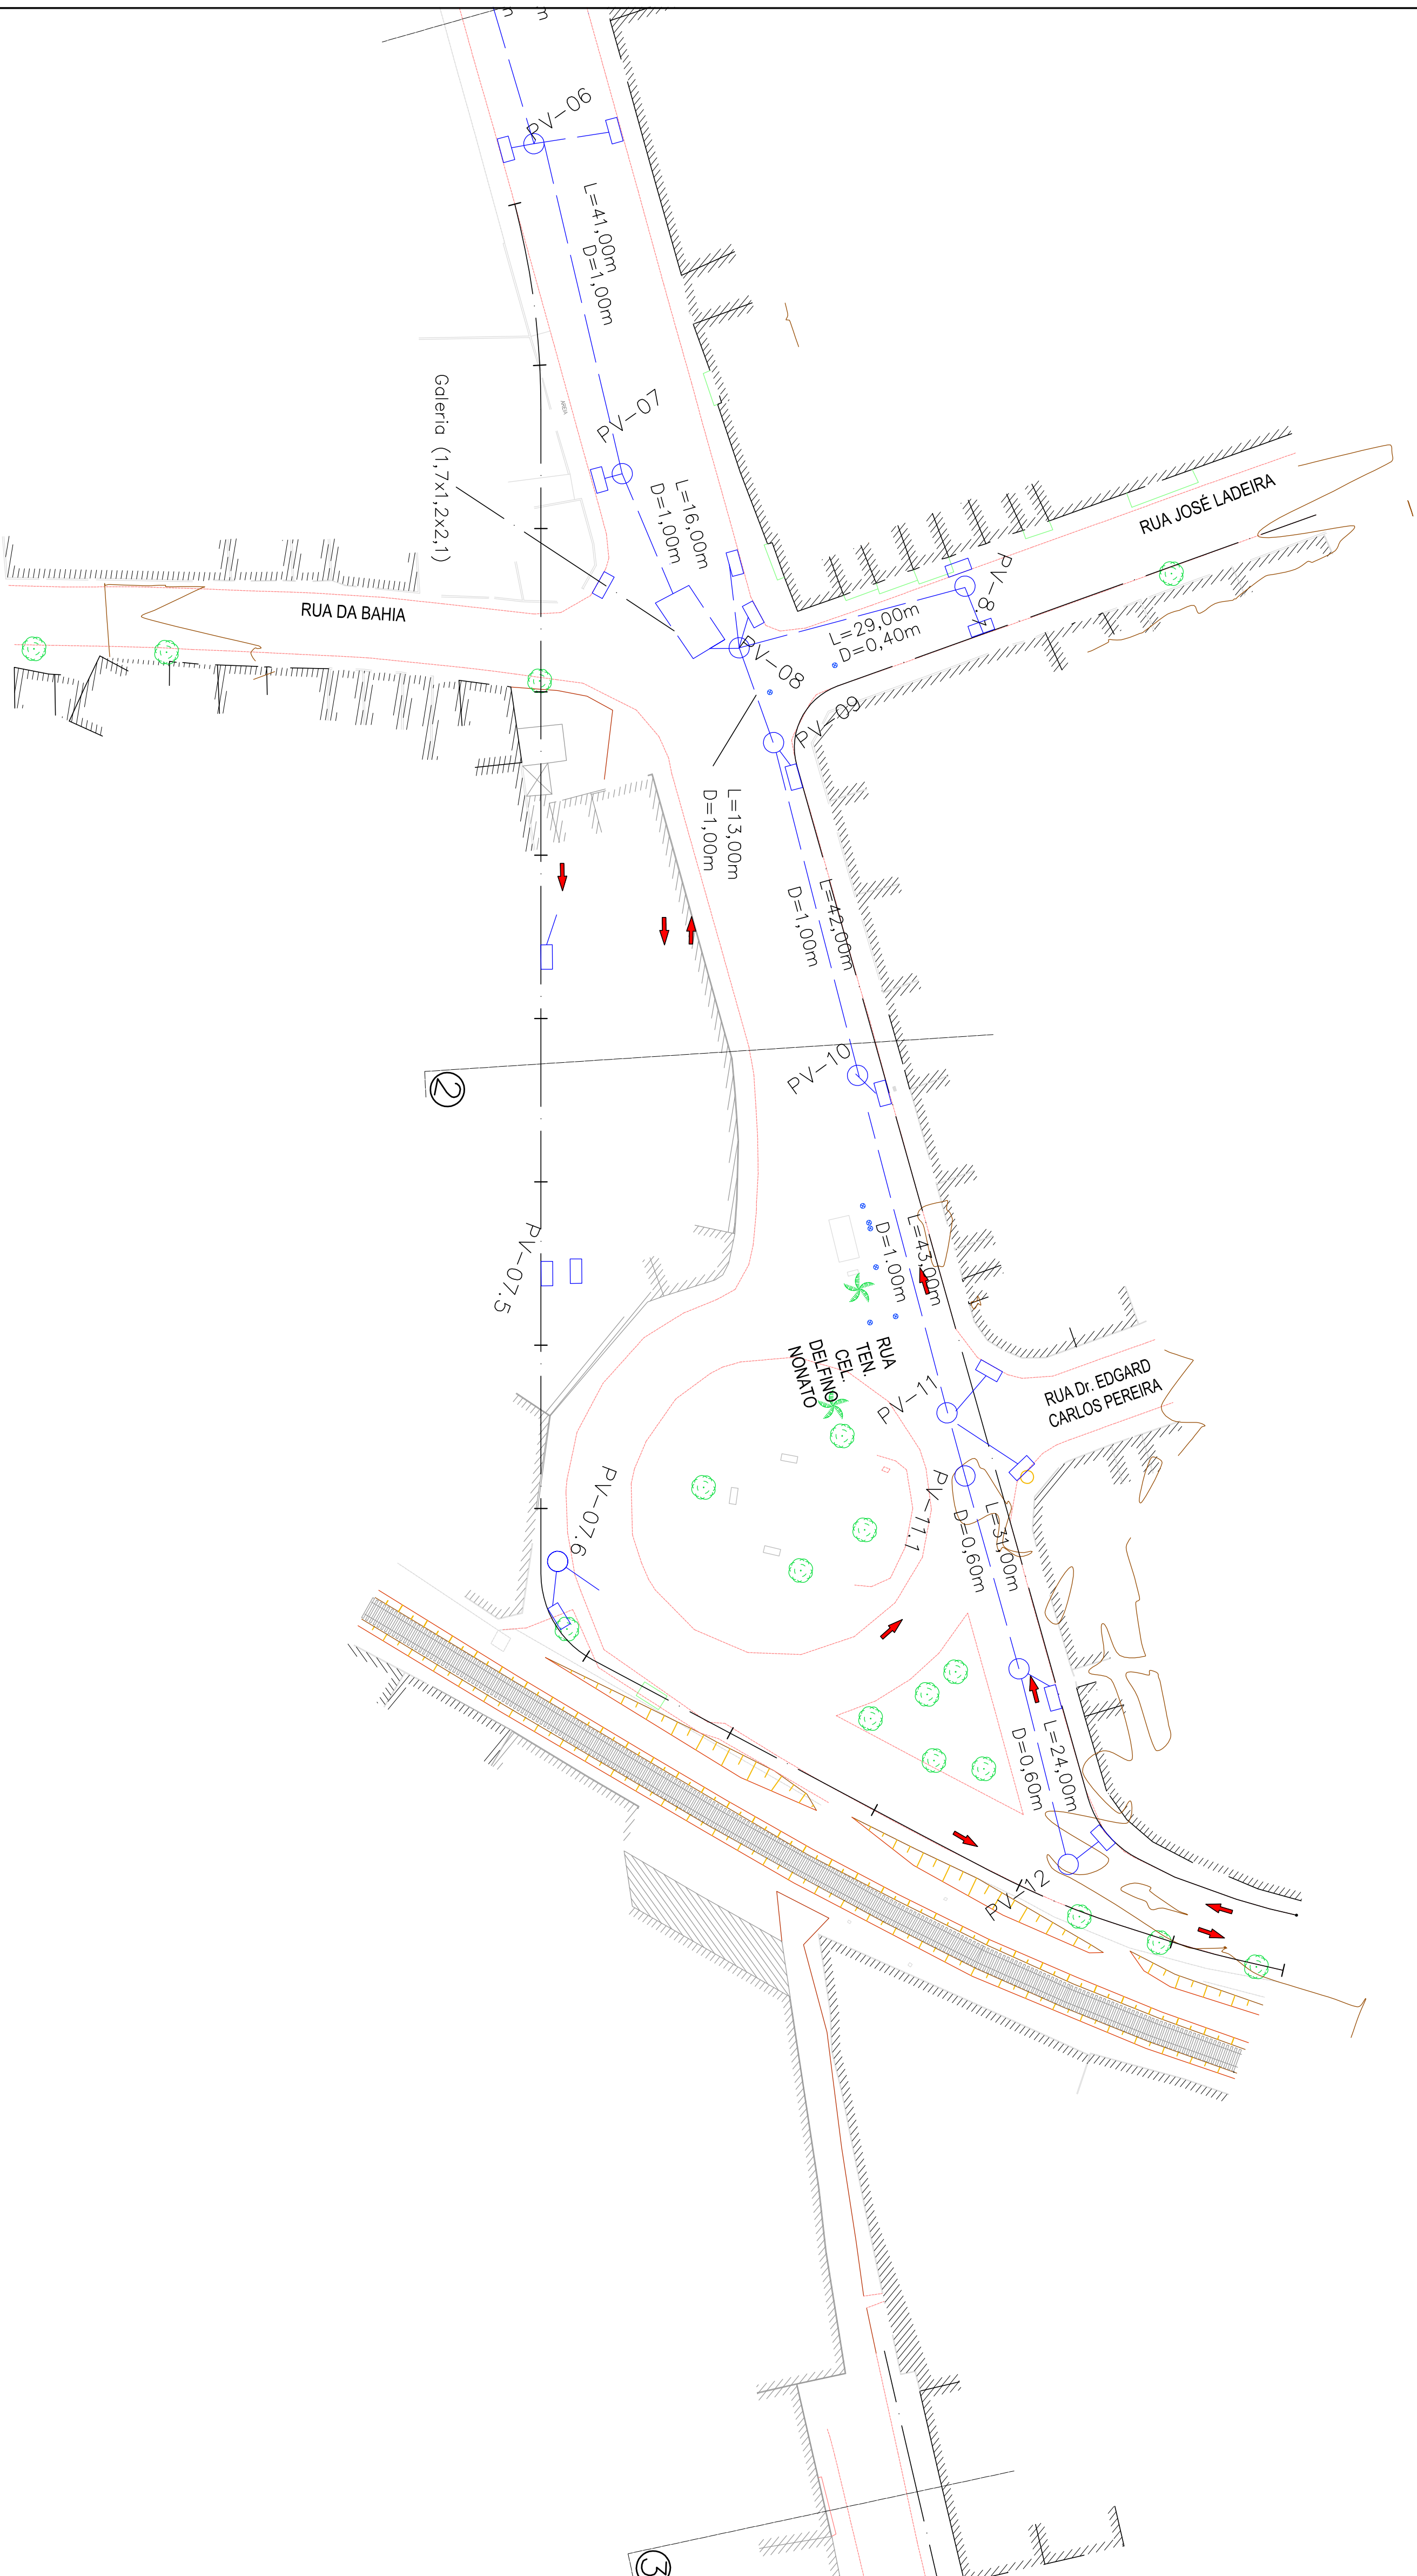 PV-06
L=41,00m
D=1,00m
PV-07
Galeria (1,7x1,2x2,1)
AREIA
L=16,00m
D=1,00m
RUA JOSÉ LADEIRA
RUA DA BAHIA
L=29,00m
D=0,40m
PV-08
PV-09
L=13,00m
D=1,00m
L=42,00m
D=1,00m
2
PV-10
L=43,00m
D=1.00m
PV-07.5
RUA
TEN.
CEL.
DELFINO
NONATO
RUA Dr. EDGARD
CARLOS PEREIRA
PV-11
PV-07.6
PV-11.1
L=31,00m
D=0,60m
L=24,00m
D=0,60m
PV-12
3